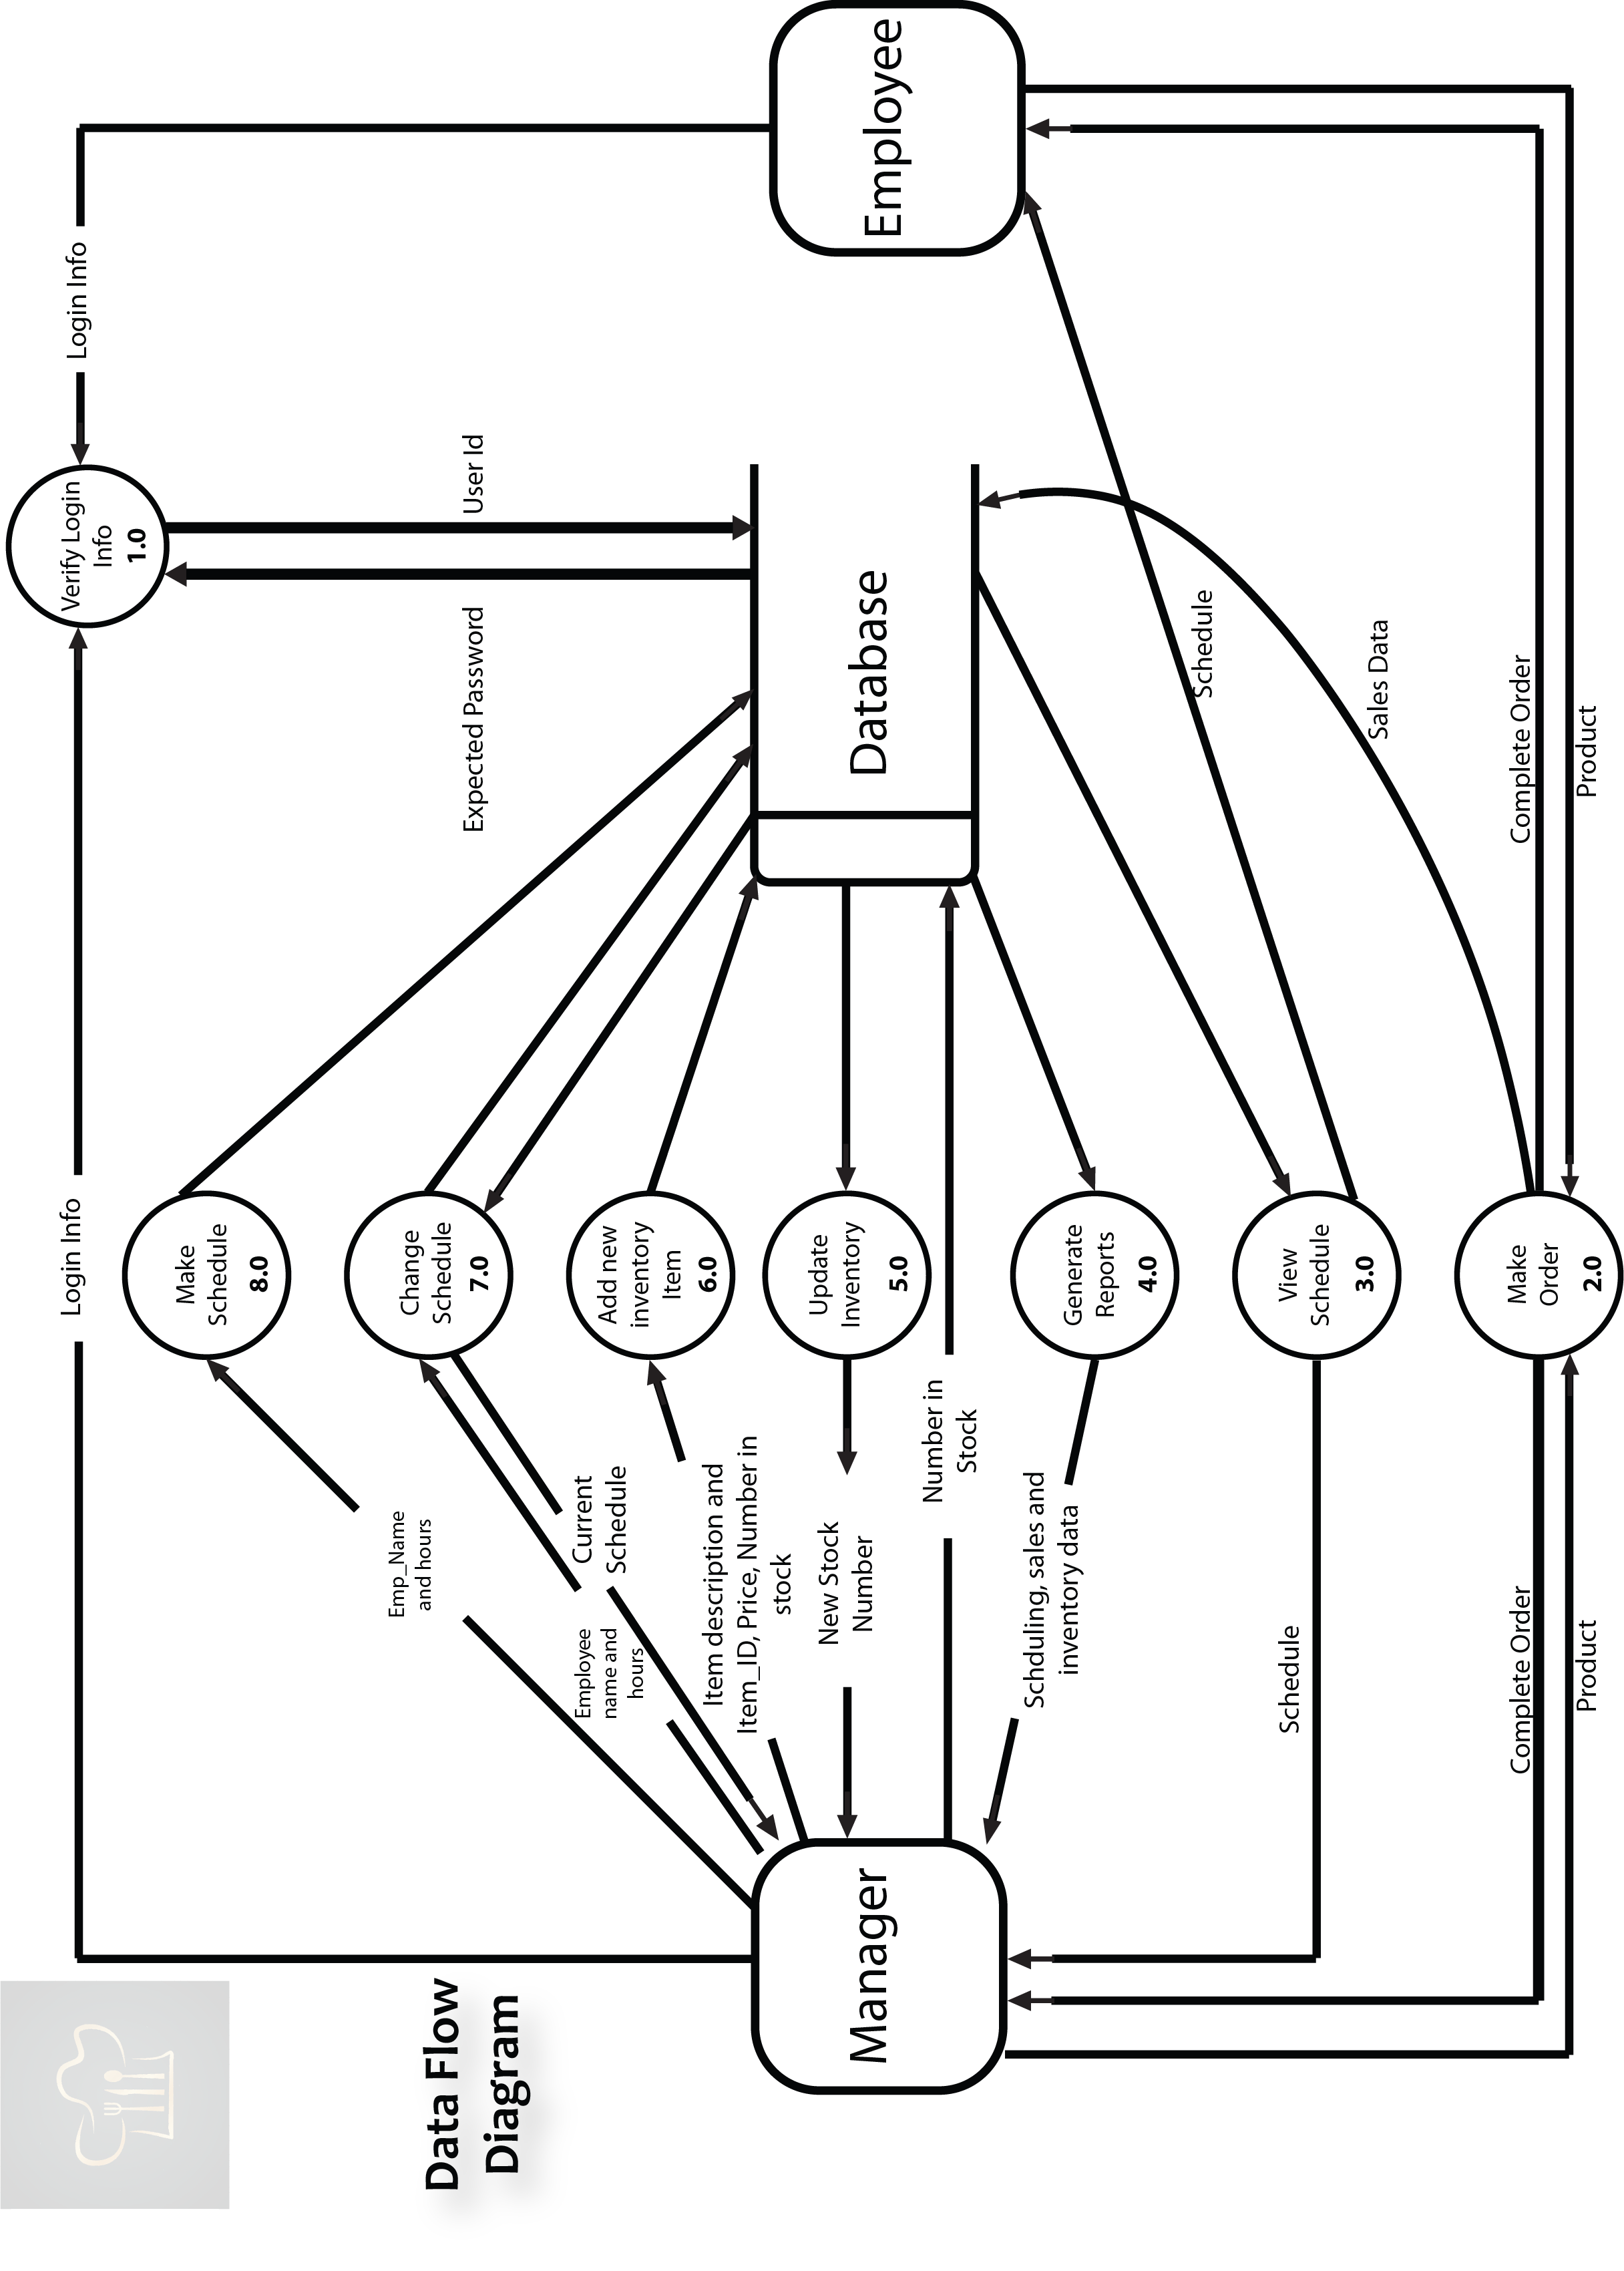 Data Flow
Diagram
Login Info
Verify Login
Info
1.0
Login Info
User Id
Expected Password
Make
Schedule
8.0
Emp_Name
and hours
Change
Schedule
7.0
Current
Schedule
Employee
name and
hours
Add new
inventory
Item
6.0
Item description and
Item_ID, Price, Number in
stock
Update
Inventory
5.0
New Stock
Number
Number in
Stock
Manager
Database
Employee
Generate
Reports
4.0
Schduling, sales and
inventory data
View
Schedule
3.0
Schedule
Schedule
Sales Data
Make
Order
2.0
Complete Order
Product
Complete Order
Product